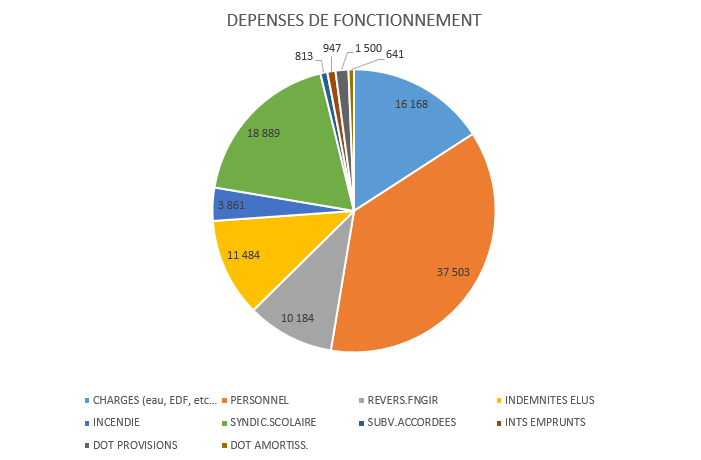 DEPENSES DE FONCTIONNEMENT
813
947
1 500
641
16 168
18 889
3 861
11 484
37 503
10 184
CHARGES (eau, EDF, etc...
PERSONNEL
REVERS.FNGIR
INDEMNITES ELUS
INCENDIE
SYNDIC.SCOLAIRE
SUBV.ACCORDEES
INTS EMPRUNTS
DOT PROVISIONS
DOT AMORTISS.